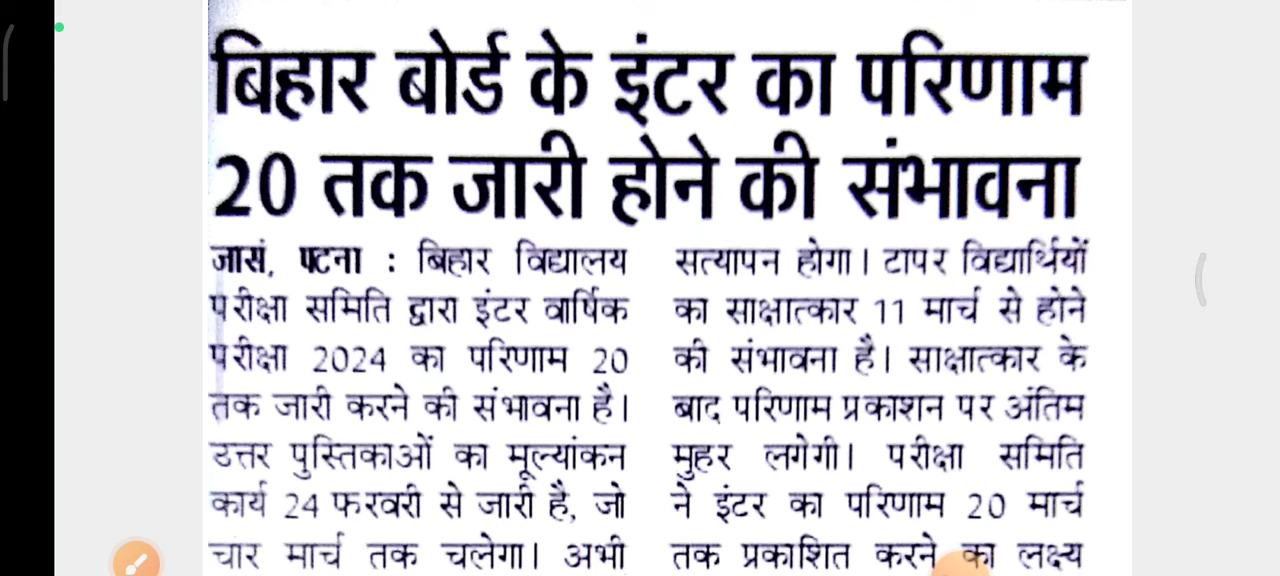 बिहार बोर्ड के इंटर का परिणाम
20 तक जारी होने की संभावना
जासं, पटना : बिहार विद्यालय
परीक्षा समिति द्वारा इंटर वार्षिक
परीक्षा 2024 का परिणाम 20
तक जारी करने की संभावना है।
उत्तर पुस्तिकाओं का मूल्यांकन
कार्य 24 फरवरी से जारी है, जो
चार मार्च तक चलेगा। अभी
सत्यापन होगा। टापर विद्यार्थियों
का साक्षात्कार 11 मार्च से होने
की संभावना है। साक्षात्कार के
बाद परिणाम प्रकाशन पर अंतिम
मुहर लगेगी। परीक्षा समिति
ने इंटर का परिणाम 20 मार्च
तक प्रकाशित करने का लक्ष्य